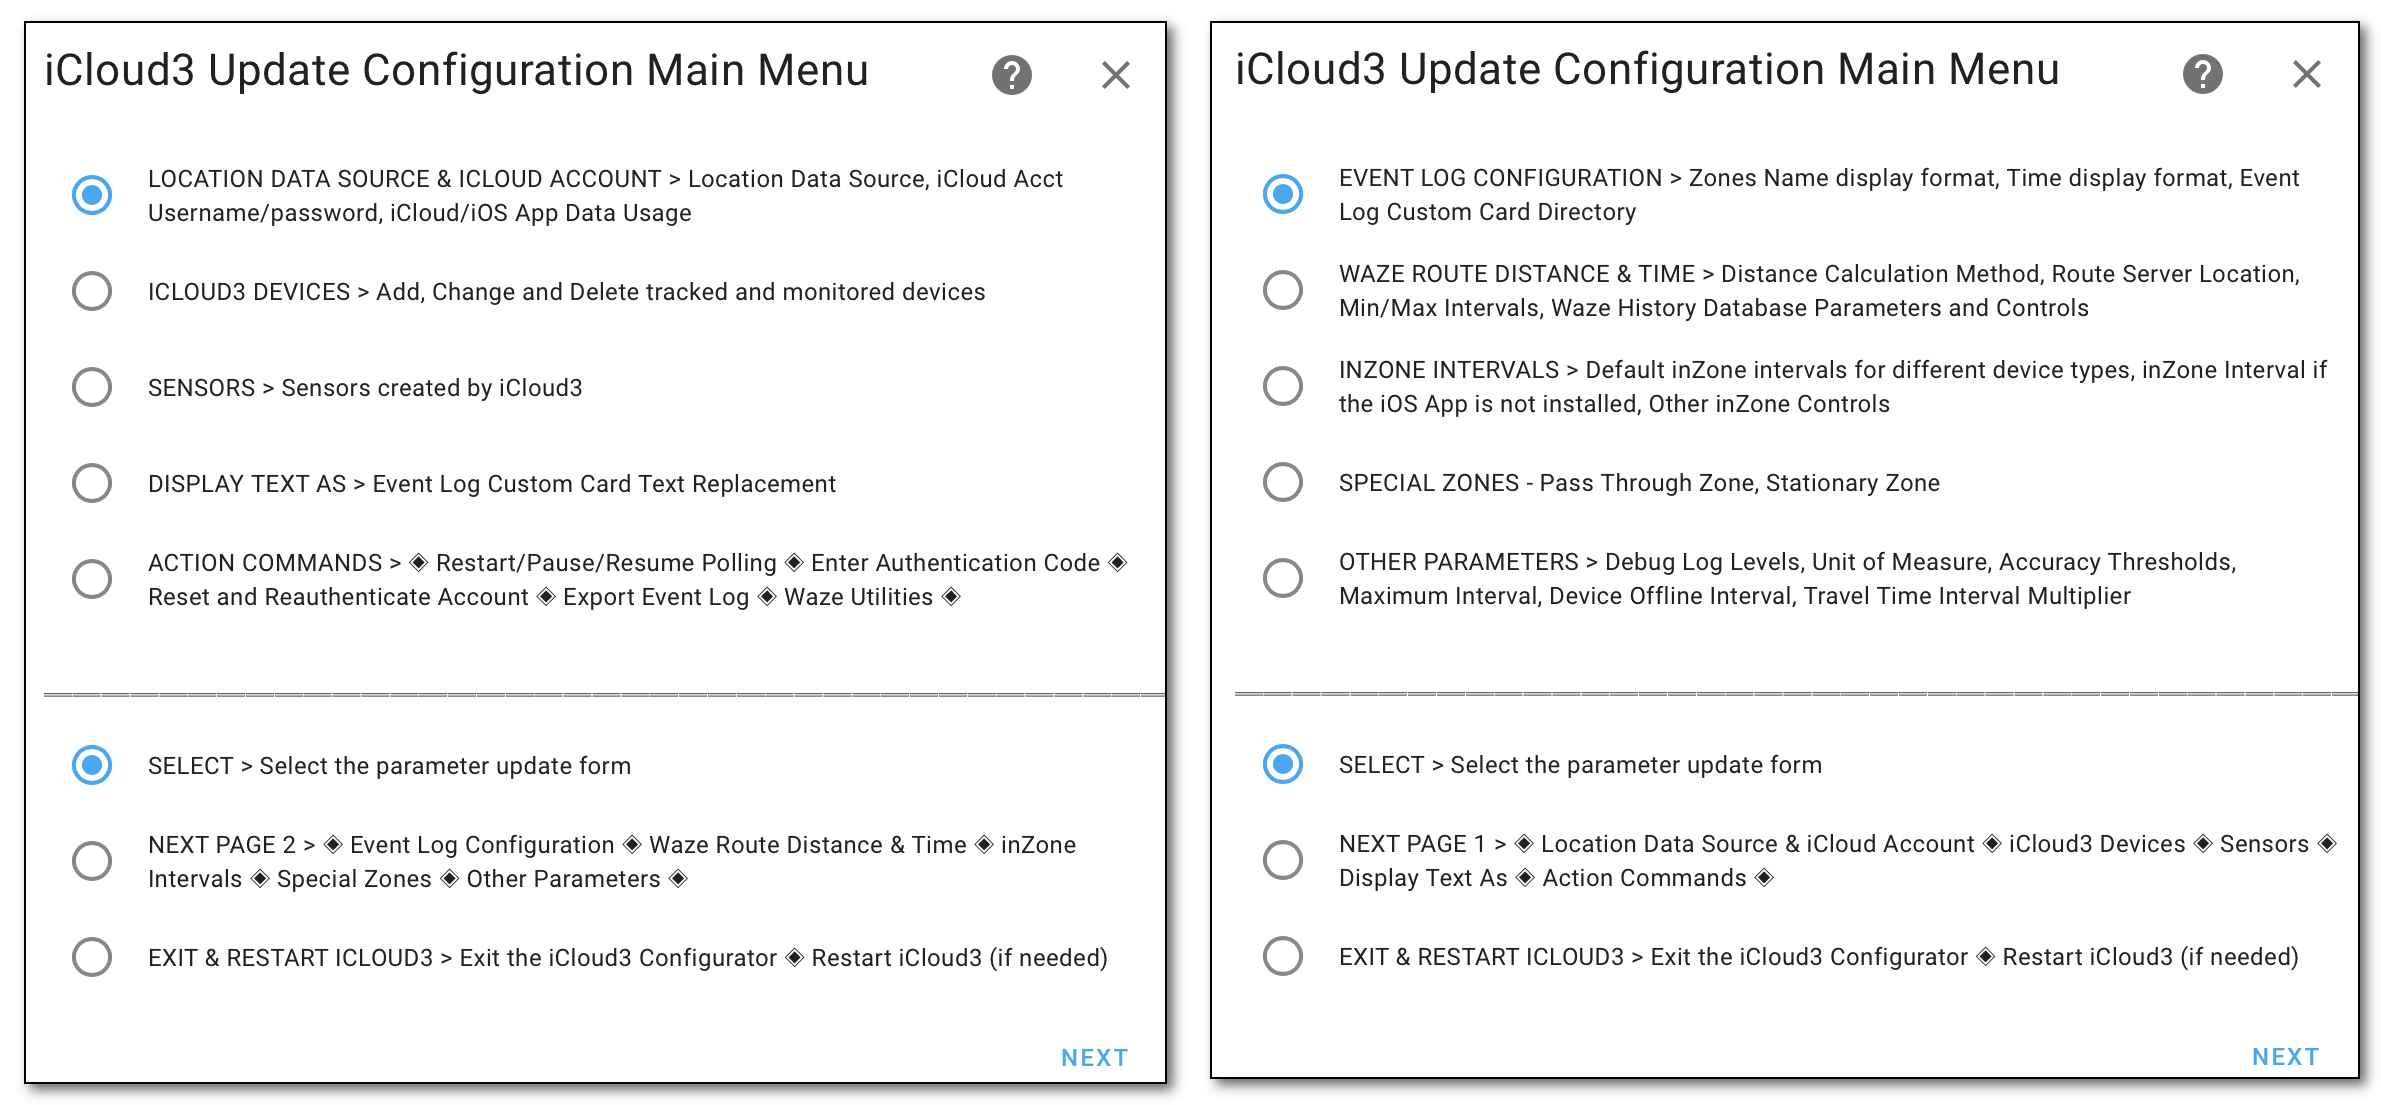 iCloud3 Update Configuration Main Menu
LOCATION DATA SOURCE & ICLOUD ACCOUNT > Location Data Source, iCloud Acct
Username/password, iCloud/iOS App Data Usage
ICLOUD3 DEVICES > Add, Change and Delete tracked and monitored devices
SENSORS > Sensors created by iCloud3
DISPLAY TEXT AS > Event Log Custom Card Text Replacement
ACTION COMMANDS > ◈ Restart/Pause/Resume Polling ◈ Enter Authentication Code ◈
Reset and Reauthenticate Account ◈ Export Event Log ◈ Waze Utilities ◈
SELECT > Select the parameter update form
NEXT PAGE 2 > ◈ Event Log Configuration ◈ Waze Route Distance & Time ◈ inZone
Intervals ◈ Special Zones ◈ Other Parameters ◈
EXIT & RESTART ICLOUD3 > Exit the iCloud3 Configurator ◈ Restart iCloud3 (if needed)
NEXT
iCloud3 Update Configuration Main Menu
EVENT LOG CONFIGURATION > Zones Name display format, Time display format, Event
Log Custom Card Directory
WAZE ROUTE DISTANCE & TIME > Distance Calculation Method, Route Server Location,
Min/Max Intervals, Waze History Database Parameters and Controls
INZONE INTERVALS > Default inZone intervals for different device types, inZone Interval if
the iOS App is not installed, Other inZone Controls
SPECIAL ZONES - Pass Through Zone, Stationary Zone
OTHER PARAMETERS > Debug Log Levels, Unit of Measure, Accuracy Thresholds,
Maximum Interval, Device Offline Interval, Travel Time Interval Multiplier
SELECT > Select the parameter update form
NEXT PAGE 1 > ◈ Location Data Source & iCloud Account ◈ iCloud3 Devices ◈ Sensors ◈
Display Text As ◈ Action Commands ◈
EXIT & RESTART ICLOUD3 > Exit the iCloud3 Configurator ◈ Restart iCloud3 (if needed)
NEXT